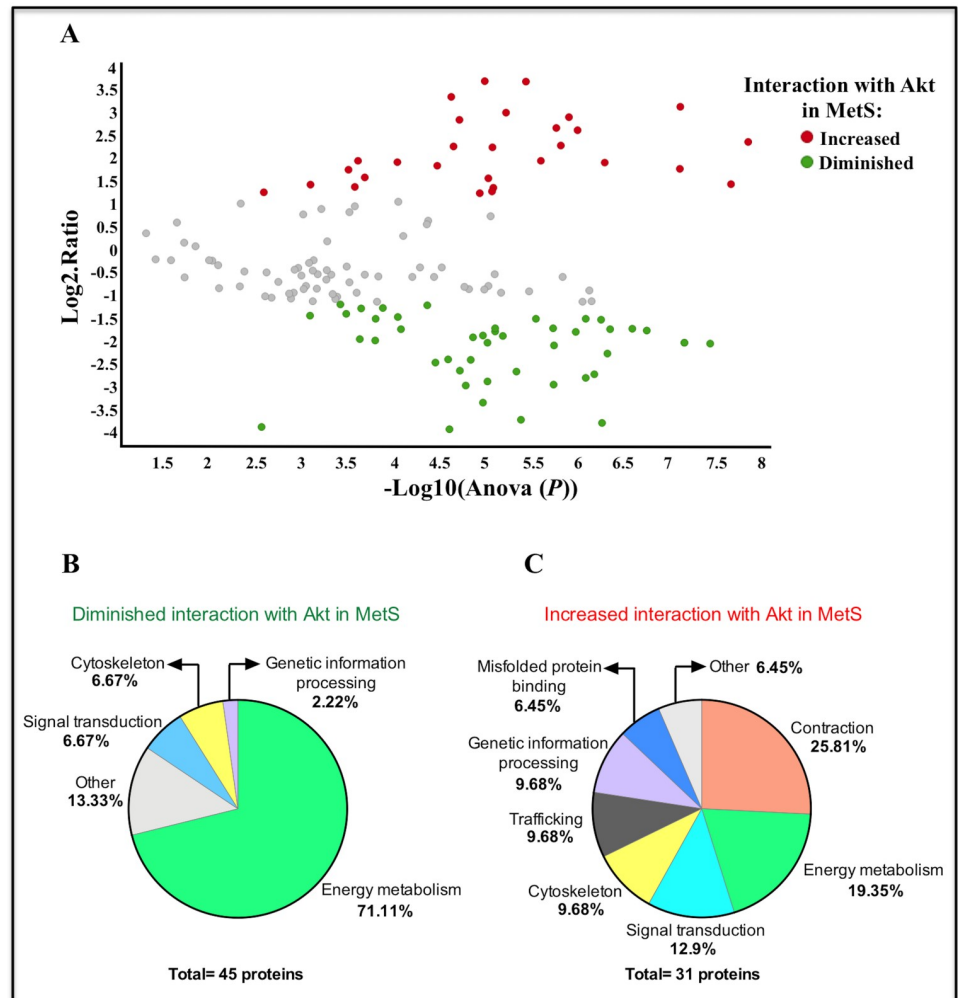 A
Interaction with Akt
in MetS:
Increased
Diminished
Log2.Ratio
4
3.5
3
2.5
2
1.5
1
0.5
0
-0.5
-1
-1.5
-2
-2.5
-3
-3.5
-4
1.5 2 2.5 3 3.5 4 4.5 5 5.5 6 6.5 7 7.5 8
-Log10(Anova (P))
B
Diminished interaction with Akt in MetS
Cytoskeleton
6.67%
Genetic information
processing
2.22%
Signal transduction
6.67%
Other
13.33%
Energy metabolism
71.11%
Total= 45 proteins
C
Increased interaction with Akt in MetS
Misfolded protein
binding
6.45%
Other 6.45%
Contraction
25.81%
Genetic information
processing
9.68%
Trafficking
9.68%
Energy metabolism
19.35%
Cytoskeleton
9.68%
Signal transduction
12.9%
Total= 31 proteins